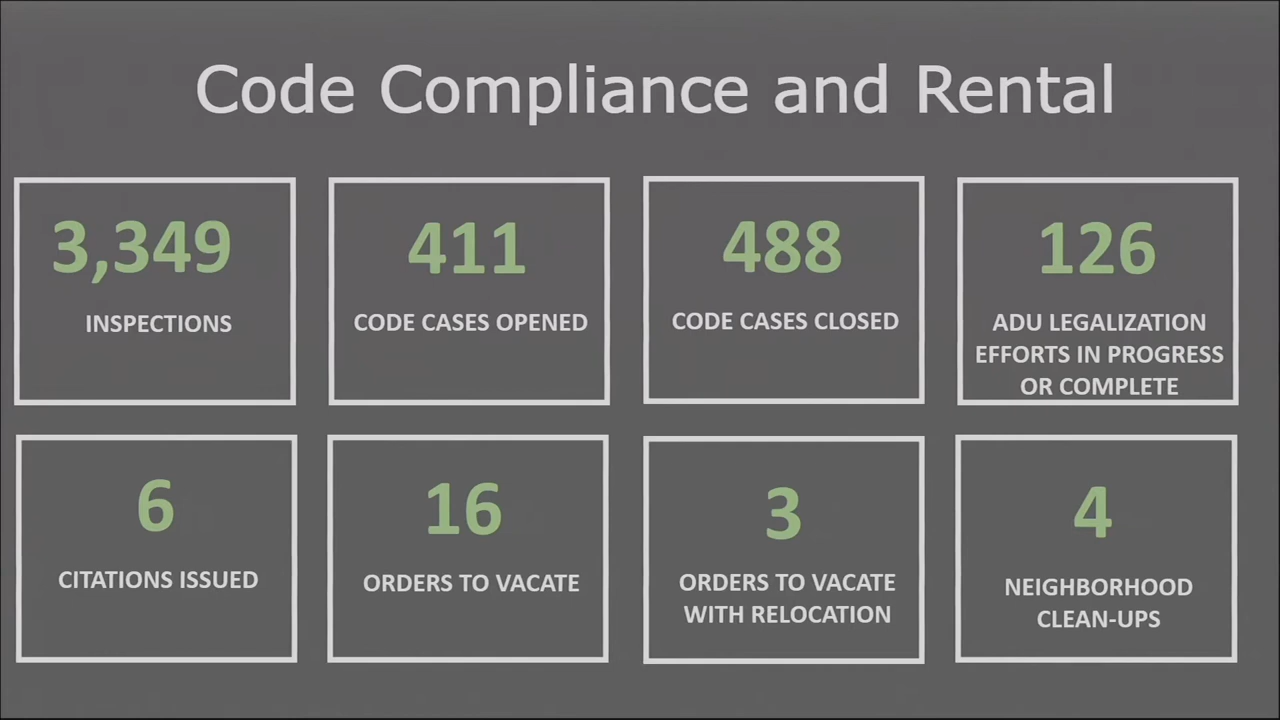 Code Compliance and Rental
3,349
INSPECTIONS
411
CODE CASES OPENED
488
CODE CASES CLOSED
126
ADU LEGALIZATION
EFFORTS IN PROGRESS
OR COMPLETE
6
CITATIONS ISSUED
16
ORDERS TO VACATE
3
ORDERS TO VACATE
WITH RELOCATION
4
NEIGHBORHOOD
CLEAN-UPS